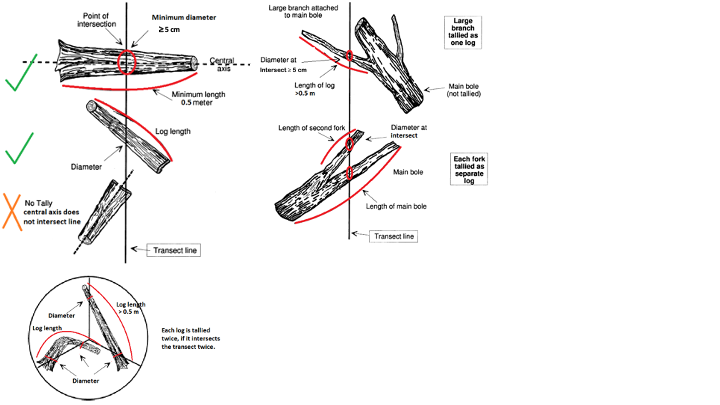 Point of
intersection
Minimum diameter
≥5 cm
Central
axis
Minimum length
0.5 meter
Log length
Diameter
No Tally
central axis does
not intersect line
Transect line
Large branch attached
to main bole
Large
branch
tallied as
one log
Diameter at
Intersect ≥ 5 cm
Length of log
>0.5 m
Main bole
(not tallied)
Length of second fork
Diameter at
intersect
Each fork
tallied as
separate
log
Main bole
Length of main bole
Transect line
Log length
> 0.5 m
Diameter
Log length
Diameter
Each log is tallied
twice, if it intersects
the transect twice.